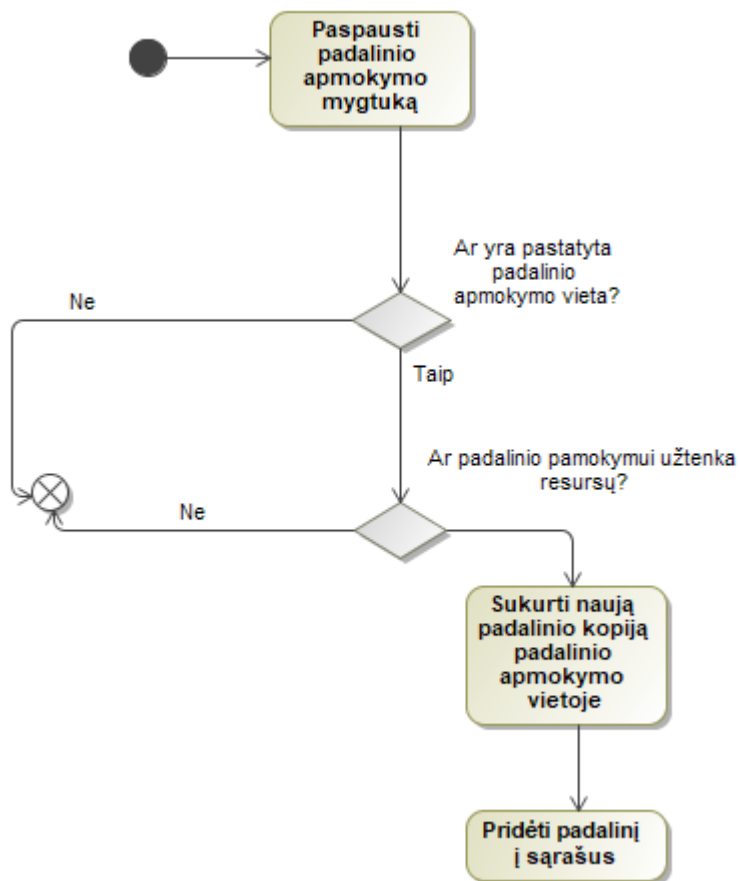 Paspausti
padalinio
apmokymo
mygtuką
Ar yra pastatyta
padalinio
apmokymo vieta?
Ne
Taip
Ar padalinio pamokymui užtenka
resursų?
Ne
Sukurti naują
padalinio kopiją
padalinio
apmokymo
vietoje
Pridėti padalinį
į sąrašus